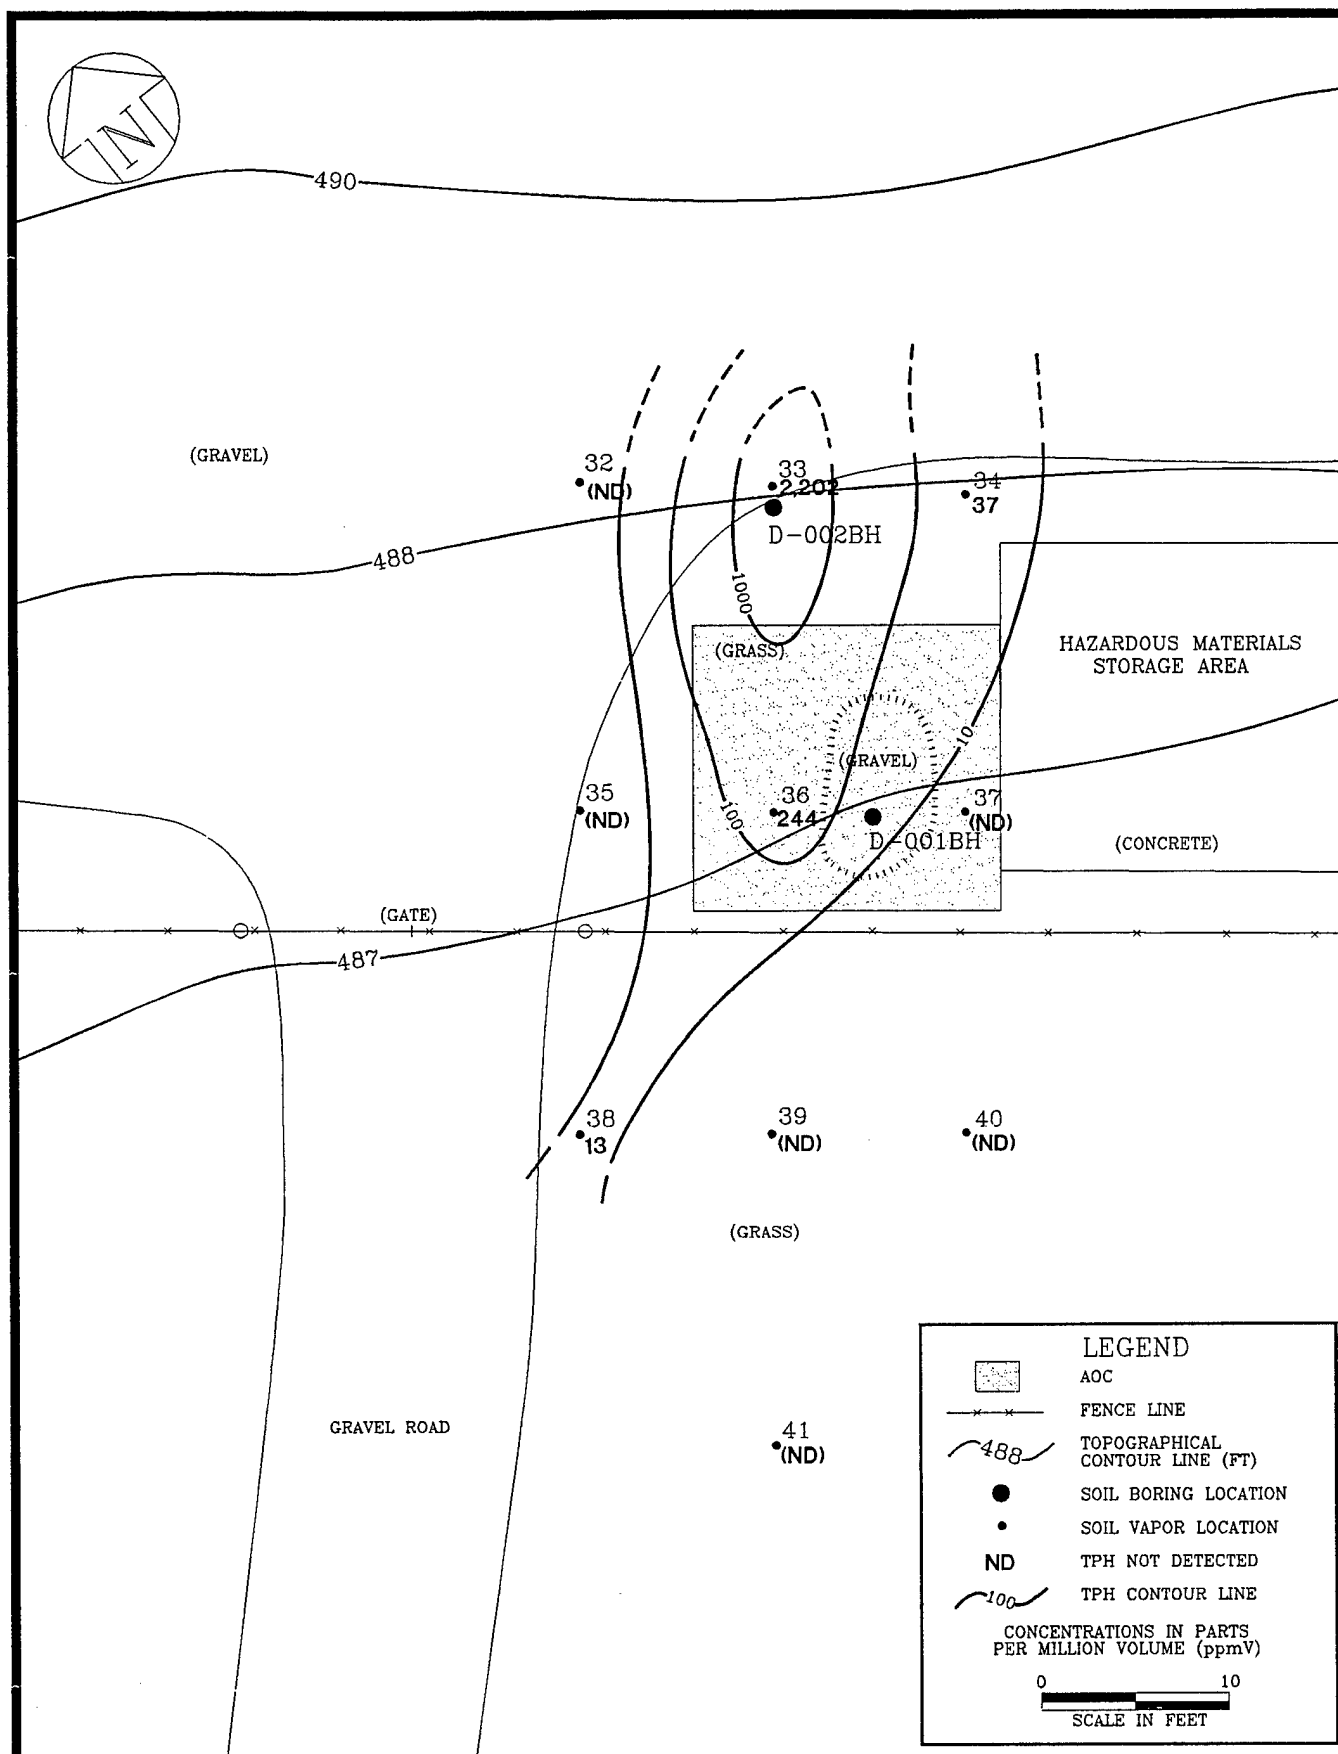 N
490
(GRAVEL)
32
(ND)
33
2,202
34
37
D-002BH
488
1000
(GRASS)
HAZARDOUS MATERIALS
STORAGE AREA
10
(GRAVEL)
35
(ND)
36
244
100
37
(ND)
D-001BH
(CONCRETE)
(GATE)
487
38
13
39
(ND)
40
(ND)
(GRASS)
GRAVEL ROAD
41
(ND)
LEGEND
AOC
FENCE LINE
488
TOPOGRAPHICAL
CONTOUR LINE (FT)
SOIL BORING LOCATION
SOIL VAPOR LOCATION
ND
TPH NOT DETECTED
100
TPH CONTOUR LINE
CONCENTRATIONS IN PARTS
PER MILLION VOLUME (ppmV)
0 10
SCALE IN FEET